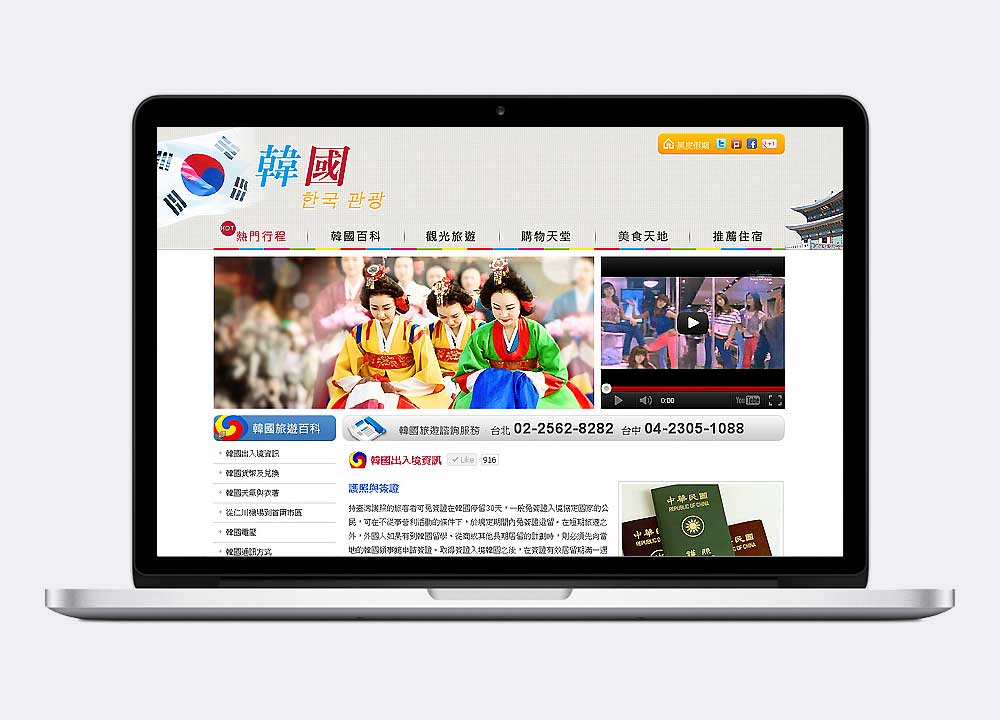 韓國
한국 관광
黑皮假期
HOT
熱門行程
韓國百科
觀光旅遊
購物天堂
美食天地
推薦住宿
0:00
YouTube
韓國旅遊百科
韓國旅遊諮詢服務 台北 02-2562-8282 台中 04-2305-1088
韓國出入境資訊
韓國貨幣及兌換
韓國天氣與衣著
從仁川機場到首爾市區
韓國電壓
韓國通訊方式
韓國出入境資訊
Like
916
護照與簽證
持臺灣護照的旅客者可免簽證在韓國停留30天，一般免簽證入境協定國家的公
民，可在不從事營利活動的條件下，於規定期間內免簽證逗留。在短期旅遊之
外，外國人如果有到韓國留學、從商或其他長期居留的計劃時，則必須先向當
地的韓國領事館申請簽證。取得簽證入境韓國之後，在簽證有效居留期滿一週
中華民國
REPUBLIC OF CHINA
護 照